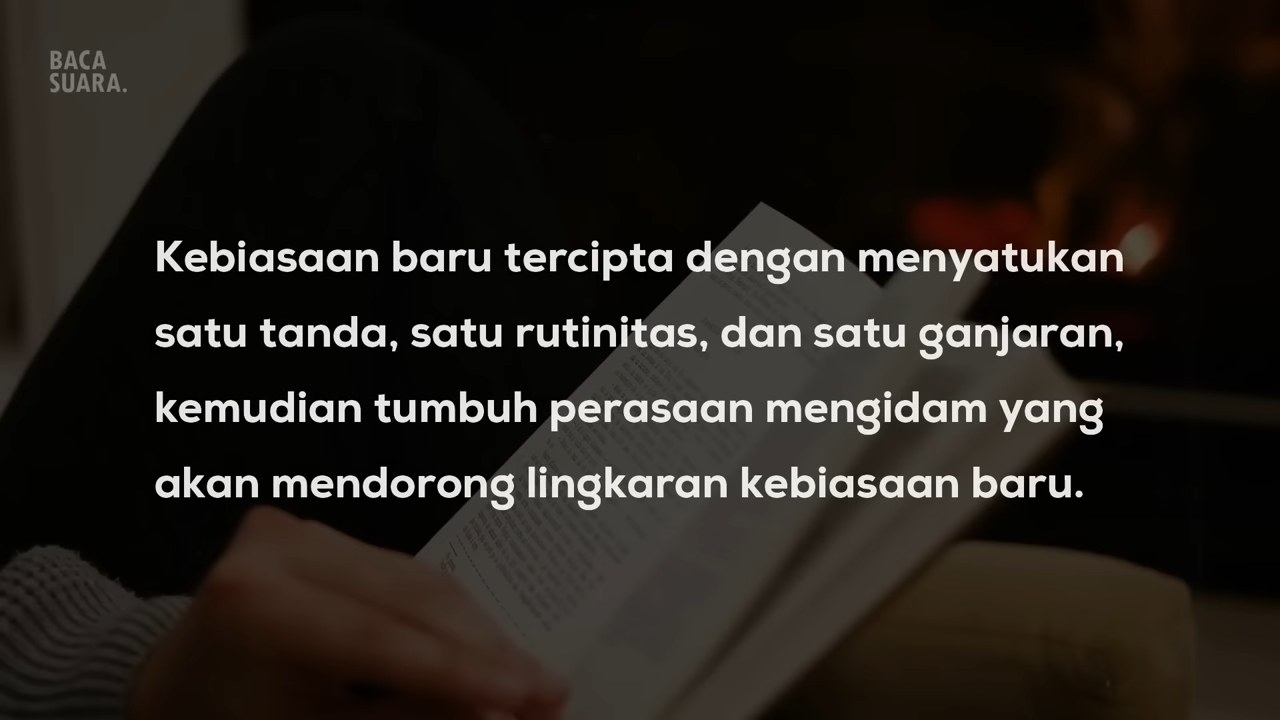 BACA
SUARA.
Kebiasaan baru tercipta dengan menyatukan
satu tanda, satu rutinitas, dan satu ganjaran,
kemudian tumbuh perasaan mengidam yang
akan mendorong lingkaran kebiasaan baru.